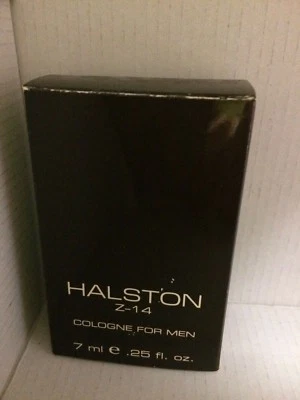 HALSTON
Z-14
COLOGNE FOR MEN
7 ml e .25 fl. oz.